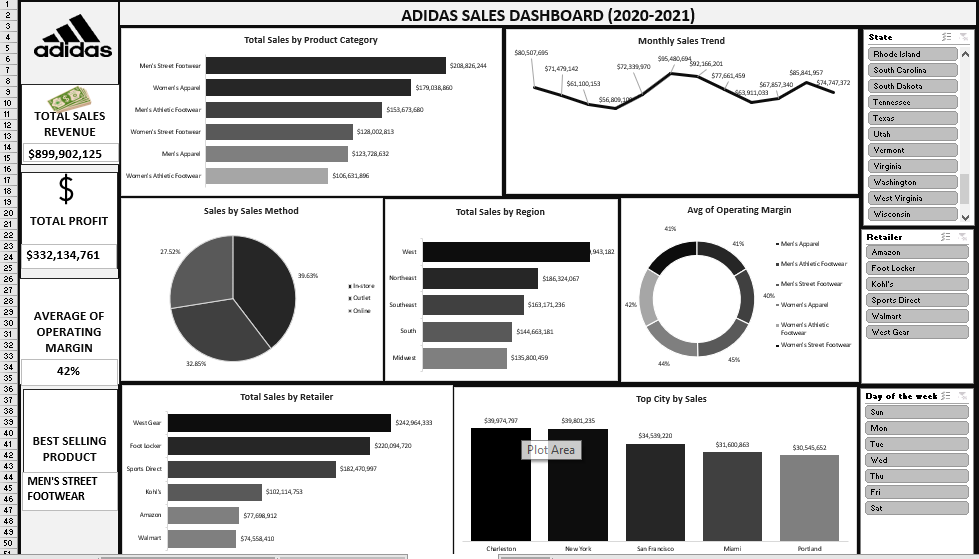 ADIDAS SALES DASHBOARD (2020-2021)
adidas
TOTAL SALES
REVENUE
$899,902,125
$
TOTAL PROFIT
$332,134,761
AVERAGE OF
OPERATING
MARGIN
42%
BEST SELLING
PRODUCT
MEN'S STREET
FOOTWEAR
Total Sales by Product Category
Men's Street Footwear $208,826,244
Women's Apparel $179,038,860
Men's Athletic Footwear $153,673,680
Women's Street Footwear $128,002,813
Men's Apparel $123,728,632
Women's Athletic Footwear $106,631,896
Monthly Sales Trend
$80,507,695
$71,479,142
$61,100,153
$72,339,970
$95,480,694
$92,166,201
$77,661,459
$63,911,033
$67,857,340
$85,841,957
$74,747,372
Sales by Sales Method
27.52%
39.63%
32.85%
In-store
Outlet
Online
Total Sales by Region
West ,943,182
Northeast $186,324,067
Southeast $163,171,236
South $144,663,181
Midwest $135,800,459
Avg of Operating Margin
41%
41%
40%
45%
44%
42%
Men's Apparel
Men's Athletic Footwear
Men's Street Footwear
Women's Apparel
Women's Athletic
Footwear
Women's Street Footwear
Total Sales by Retailer
West Gear $242,964,333
Foot Locker $220,094,720
Sports Direct $182,470,997
Kohl's $102,114,753
Amazon $77,698,912
Walmart $74,558,410
Top City by Sales
$39,974,797 $39,801,235 $34,539,220 $31,600,863 $30,545,652
Plot Area
Charleston New York San Francisco Miami Portland
State
Rhode Island
South Carolina
South Dakota
Tennessee
Texas
Utah
Vermont
Virginia
Washington
West Virginia
Wisconsin
Retailer
Amazon
Foot Locker
Kohl's
Sports Direct
Walmart
West Gear
Day of the week
Sun
Mon
Tue
Wed
Thu
Fri
Sat